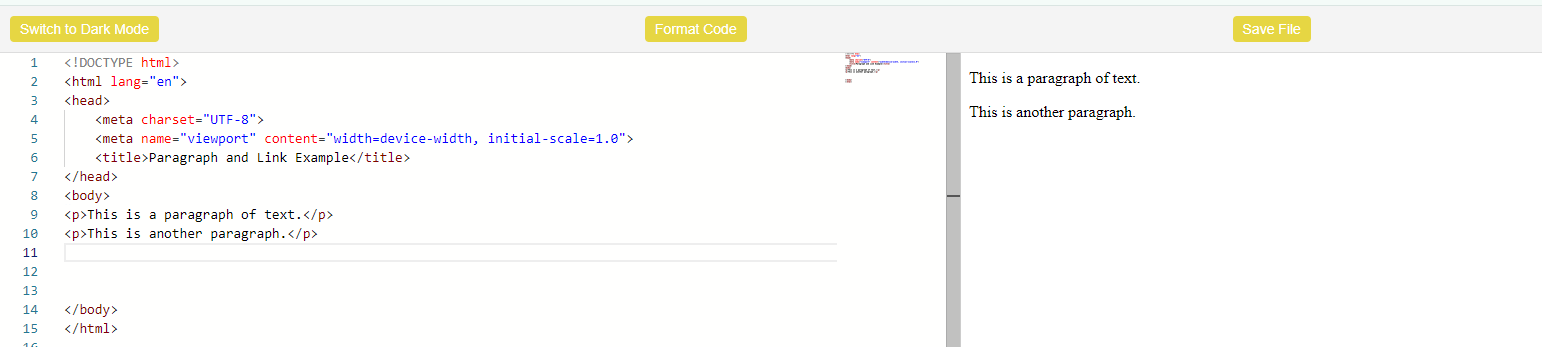 Switch to Dark Mode Format Code Save File
1 <!DOCTYPE html>
2 <html lang="en">
3 <head>
4     <meta charset="UTF-8">
5     <meta name="viewport" content="width=device-width, initial-scale=1.0">
6     <title>Paragraph and Link Example</title>
7 </head>
8 <body>
9 <p>This is a paragraph of text.</p>
10 <p>This is another paragraph.</p>
11
12
13
14 </body>
15 </html>
16
This is a paragraph of text.
This is another paragraph.